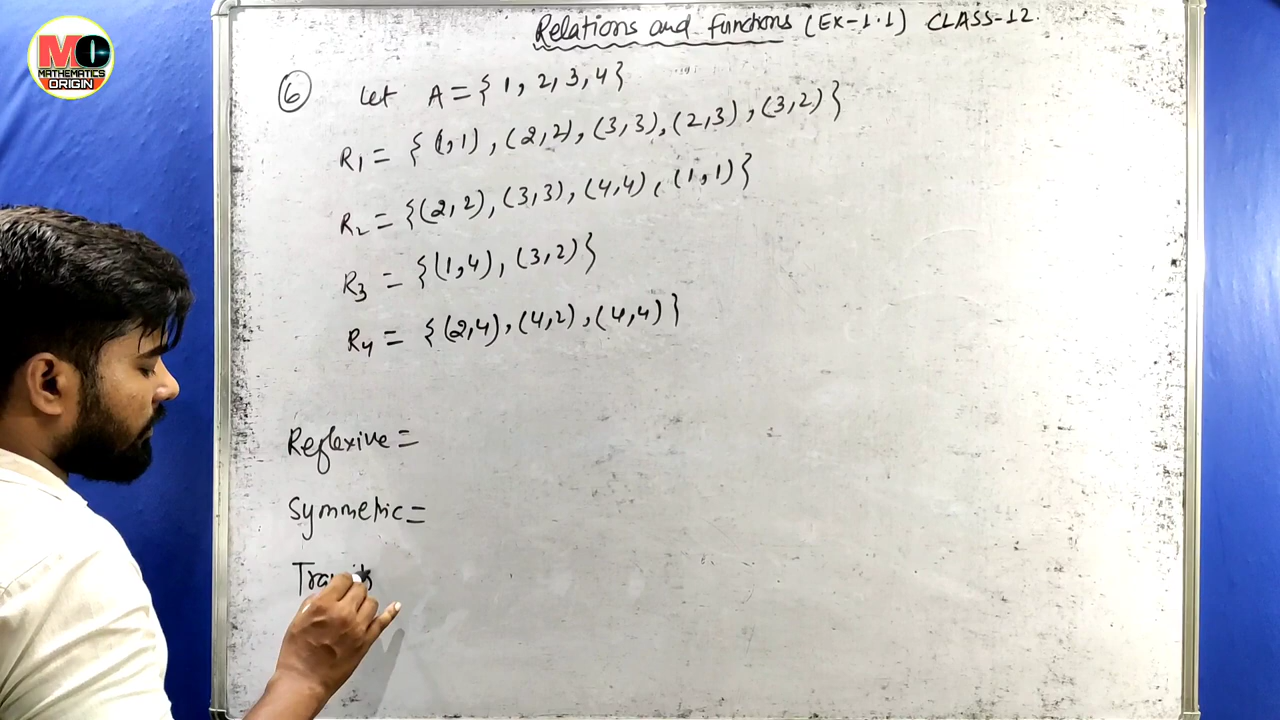 MO
MATHEMATICS
ORIGIN
Relations and functions (EX-1.1) CLASS-12.
6 Let A = { 1, 2, 3, 4 }
R1 = { (1,1), (2,2), (3,3), (2,3), (3,2) }
R2 = { (2,2), (3,3), (4,4), (1,1) }
R3 = { (1,4), (3,2) }
R4 = { (2,4), (4,2), (4,4) }
Reflexive =
Symmetric =